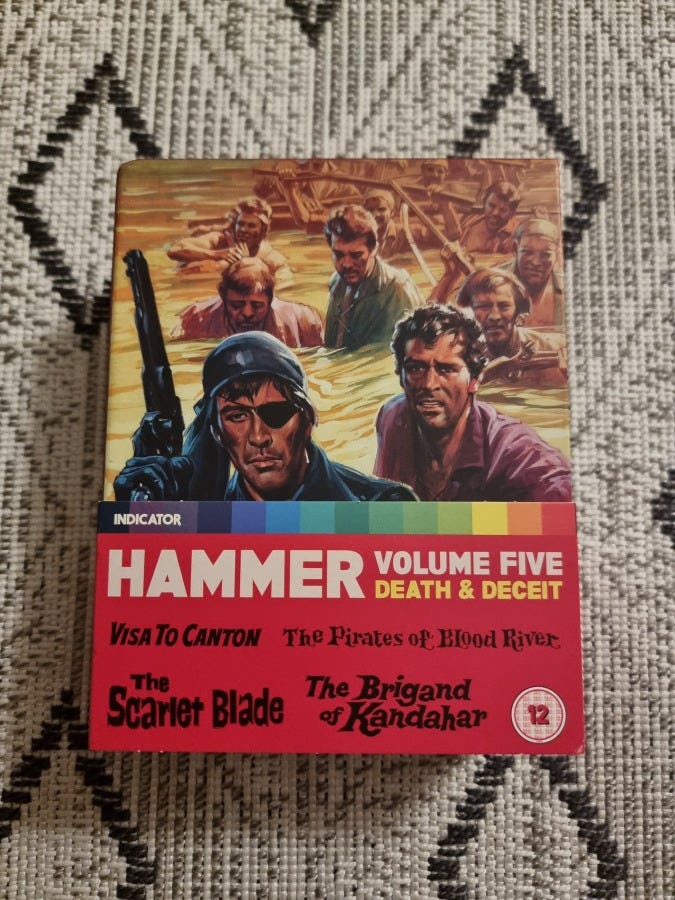 INDICATOR
HAMMER VOLUME FIVE
DEATH & DECEIT
VISA TO CANTON The Pirates of Blood River
The Scarlet Blade
The Brigand of Kandahar
12